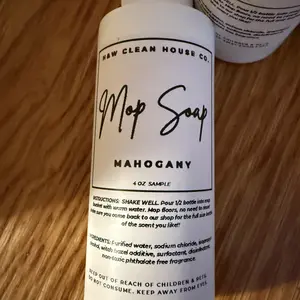 H&W CLEAN HOUSE CO.
Mop Soap
MAHOGANY
4 OZ SAMPLE
INSTRUCTIONS: SHAKE WELL. Pour 1/2 bottle into mop
bucket with warm water. Mop floors, no need to rinse!
make sure you come back to our shop for the full size bottle
of the scent you like!!
INGREDIENTS: Purified water, sodium chloride,
alcohol, witch hazel additive, surfactant, disinfectant,
non-toxic phthalate free fragrance.
KEEP OUT OF REACH OF CHILDREN & PETS.
DO NOT CONSUME. KEEP AWAY FROM EYES.